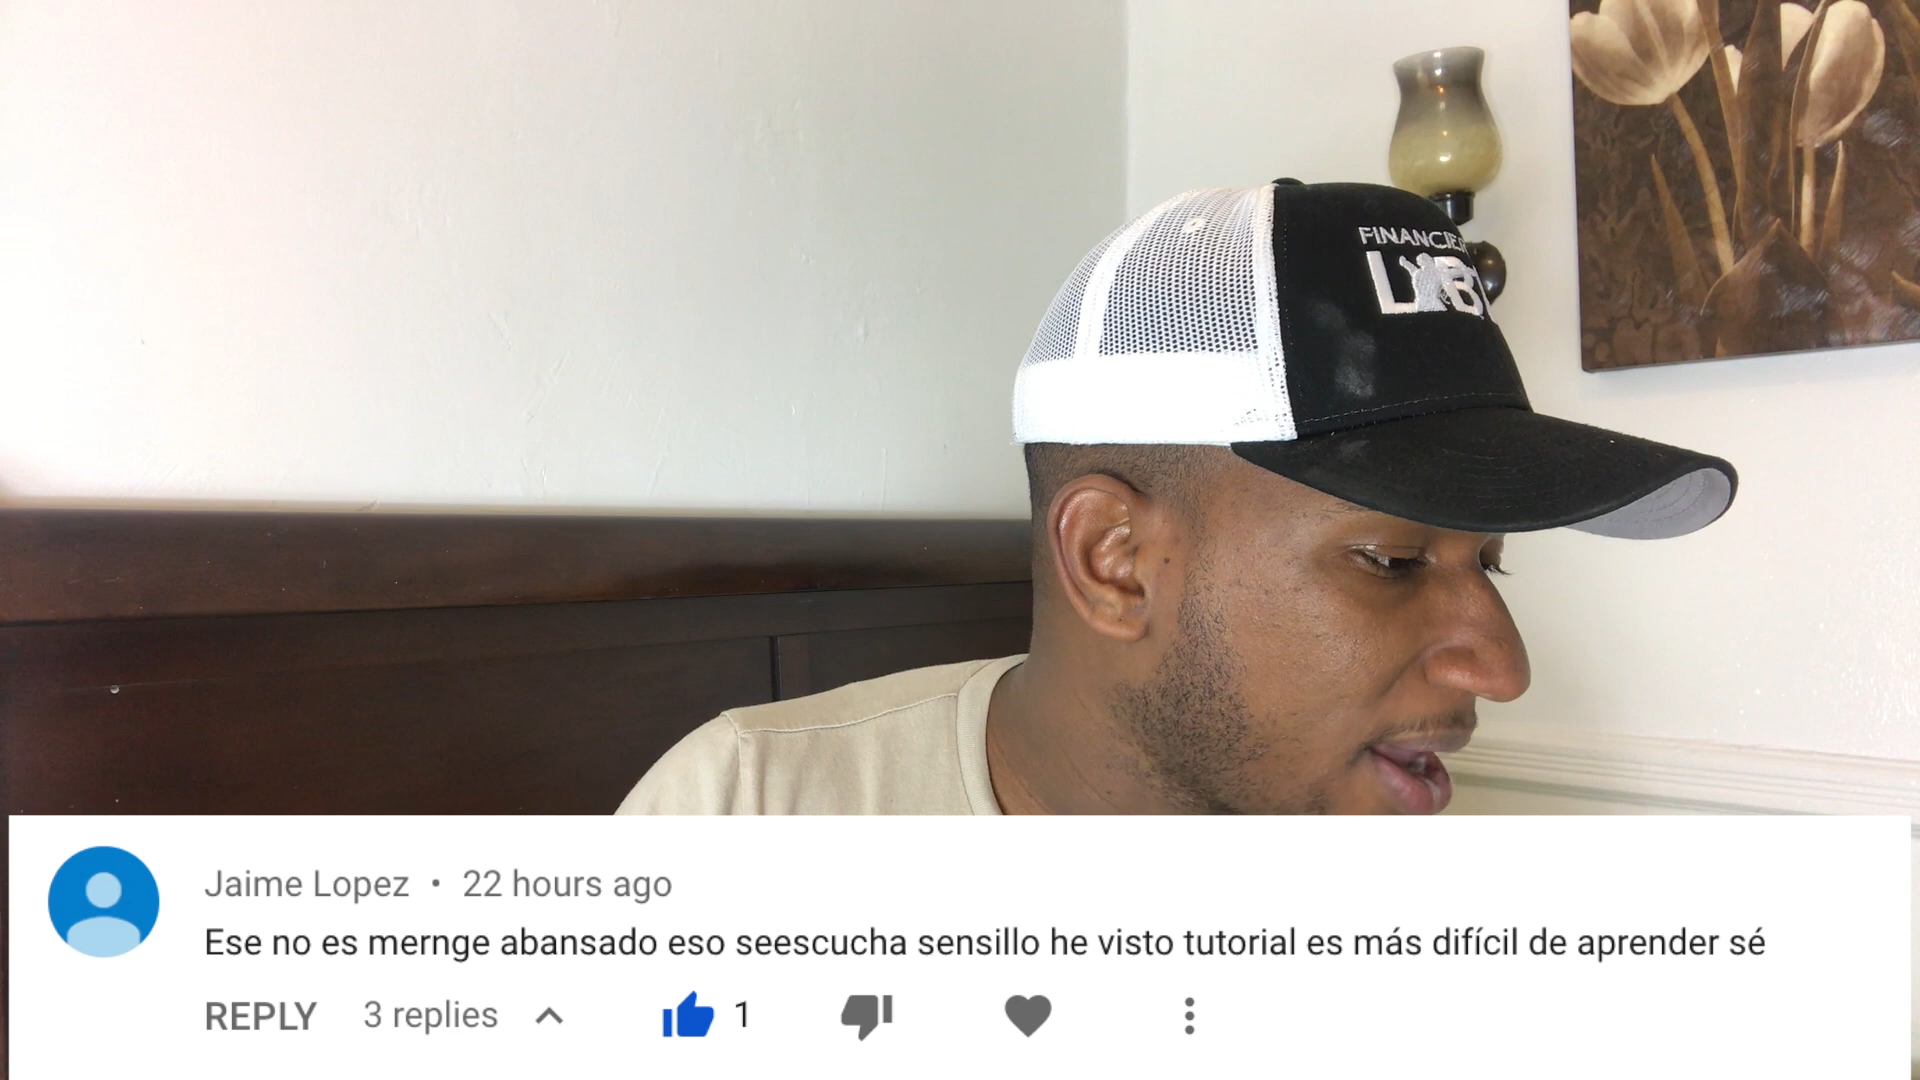 FINANCIER
Jaime Lopez • 22 hours ago
Ese no es mernge abansado eso seescucha sensillo he visto tutorial es más difícil de aprender sé
REPLY 3 replies 1